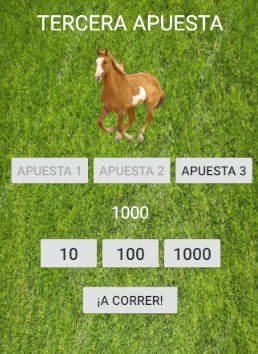 TERCERA APUESTA
APUESTA 1 APUESTA 2 APUESTA 3
1000
10 100 1000
¡A CORRER!